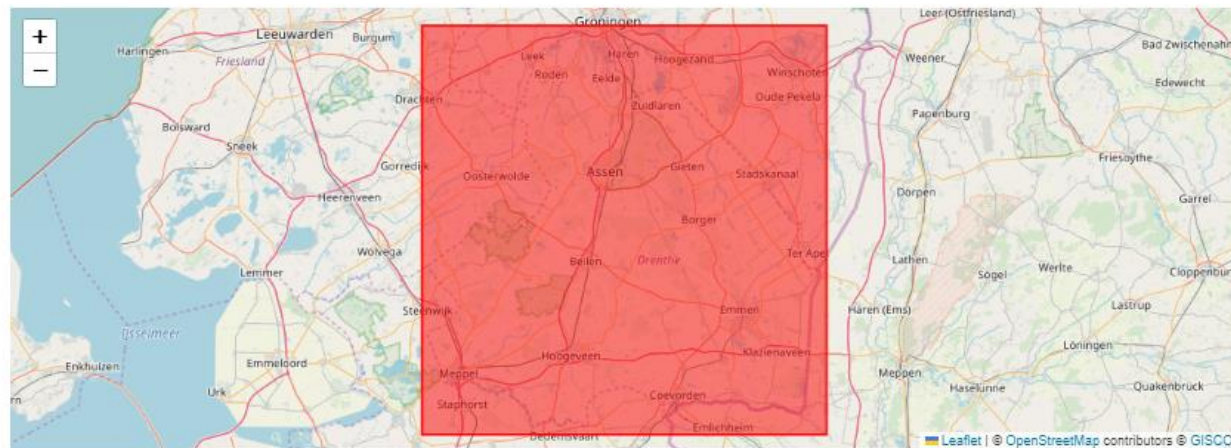 +
−
Groningen
Leer (Ostfriesland)
Leeuwarden
Burgum
Harlingen
Friesland
Leek
Haren
Hoogezand
Bad Zwischenahn
Weener
Roden
Eelde
Winschoten
Edewecht
Drachten
Zuidlaren
Oude Pekela
Papenburg
Bolsward
Sneek
Friesoythe
Gorredijk
Oosterwolde
Assen
Gieten
Stadskanaal
Heerenveen
Dörpen
Garrel
Borger
Wolvega
Ter Apel
Lathen
Beilen
Drenthe
Lemmer
Sögel
Werlte
Cloppenburg
Steenwijk
Emmen
Haren (Ems)
Lastrup
IJsselmeer
Hoogeveen
Klazienaveen
Löningen
Enkhuizen
Emmeloord
Meppel
Meppen
Urk
Haselünne
Quakenbrück
Staphorst
Coevorden
Emlichheim
Dedemsvaart
Leaflet | © OpenStreetMap contributors © GISCO